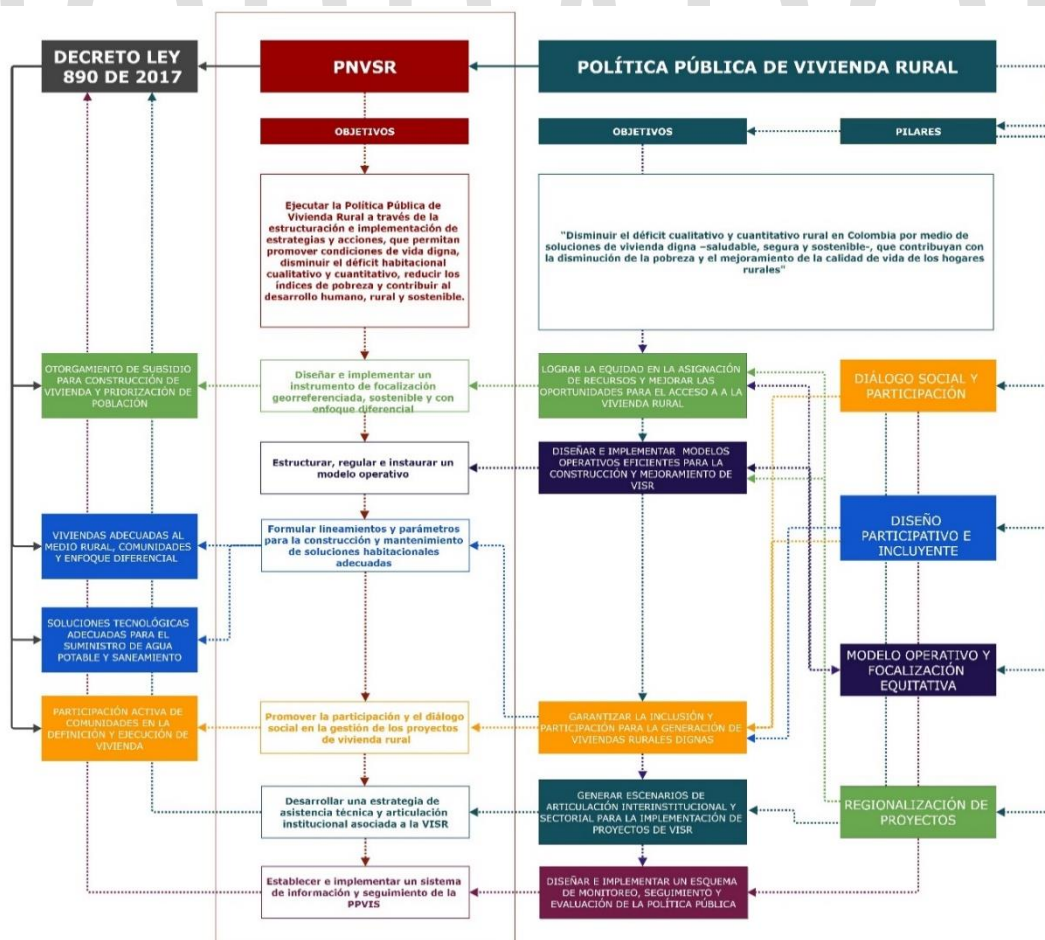 DECRETO LEY
890 DE 2017
PNVSR
POLÍTICA PÚBLICA DE VIVIENDA RURAL
OBJETIVOS
OBJETIVOS
PILARES
Ejecutar la Política Pública de
Vivienda Rural a través de la
estructuración e implementación de
estrategias y acciones, que permitan
promover condiciones de vida digna,
disminuir el déficit habitacional
cualitativo y cuantitativo, reducir los
índices de pobreza y contribuir al
desarrollo humano, rural y sostenible.
"Disminuir el déficit cualitativo y cuantitativo rural en Colombia por medio de
soluciones de vivienda digna –saludable, segura y sostenible-, que contribuyan con
la disminución de la pobreza y el mejoramiento de la calidad de vida de los hogares
rurales"
OTORGAMIENTO DE SUBSIDIO
PARA CONSTRUCCIÓN DE
VIVIENDA Y PRIORIZACIÓN DE
POBLACIÓN
Diseñar e implementar un
instrumento de focalización
georreferenciada, sostenible y con
enfoque diferencial
LOGRAR LA EQUIDAD EN LA ASIGNACIÓN
DE RECURSOS Y MEJORAR LAS
OPORTUNIDADES PARA EL ACCESO A A LA
VIVIENDA RURAL
DIÁLOGO SOCIAL Y
PARTICIPACIÓN
Estructurar, regular e instaurar un
modelo operativo
DISEÑAR E IMPLEMENTAR MODELOS
OPERATIVOS EFICIENTES PARA LA
CONSTRUCCIÓN Y MEJORAMIENTO DE
VISR
VIVIENDAS ADECUADAS AL
MEDIO RURAL, COMUNIDADES
Y ENFOQUE DIFERENCIAL
Formular lineamientos y parámetros
para la construcción y mantenimiento
de soluciones habitacionales
adecuadas
DISEÑO
PARTICIPATIVO E
INCLUYENTE
SOLUCIONES TECNOLÓGICAS
ADECUADAS PARA EL
SUMINISTRO DE AGUA
POTABLE Y SANEAMIENTO
MODELO OPERATIVO Y
FOCALIZACIÓN
EQUITATIVA
PARTICIPACIÓN ACTIVA DE
COMUNIDADES EN LA
DEFINICIÓN Y EJECUCIÓN DE
VIVIENDA
Promover la participación y el diálogo
social en la gestión de los proyectos
de vivienda rural
GARANTIZAR LA INCLUSIÓN Y
PARTICIPACIÓN PARA LA GENERACIÓN DE
VIVIENDAS RURALES DIGNAS
Desarrollar una estrategia de
asistencia técnica y articulación
institucional asociada a la VISR
GENERAR ESCENARIOS DE
ARTICULACIÓN INTERINSTITUCIONAL Y
SECTORIAL PARA LA IMPLEMENTACIÓN DE
PROYECTOS DE VISR
REGIONALIZACIÓN DE
PROYECTOS
Establecer e implementar un sistema
de información y seguimiento de la
PPVIS
DISEÑAR E IMPLEMENTAR UN ESQUEMA
DE MONITOREO, SEGUIMIENTO Y
EVALUACIÓN DE LA POLÍTICA PÚBLICA